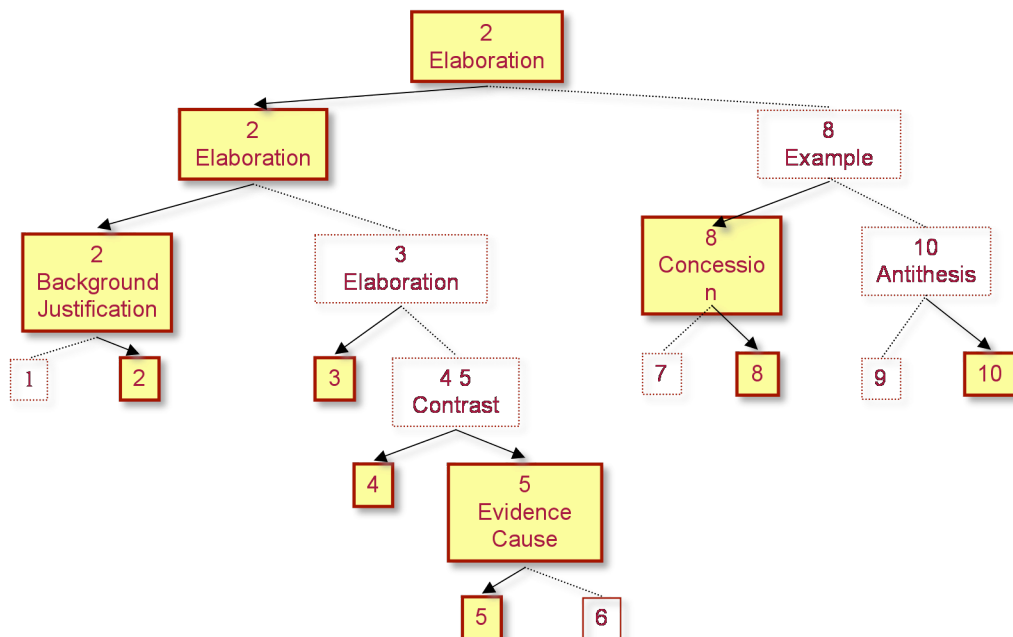 2
Elaboration
2
Elaboration
8
Example
2
Background
Justification
3
Elaboration
8
Concessio
n
10
Antithesis
1
2
3
4 5
Contrast
7
8
9
10
4
5
Evidence
Cause
5
6